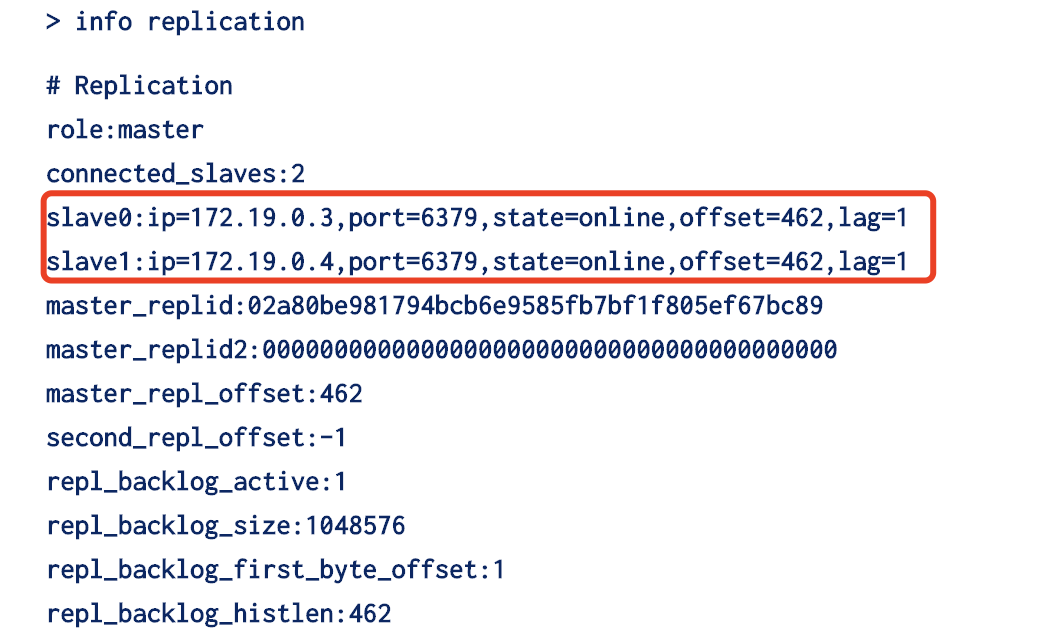 > info replication
# Replication
role:master
connected_slaves:2
slave0:ip=172.19.0.3,port=6379,state=online,offset=462,lag=1
slave1:ip=172.19.0.4,port=6379,state=online,offset=462,lag=1
master_replid:02a80be981794bcb6e9585fb7bf1f805ef67bc89
master_replid2:0000000000000000000000000000000000000000
master_repl_offset:462
second_repl_offset:-1
repl_backlog_active:1
repl_backlog_size:1048576
repl_backlog_first_byte_offset:1
repl_backlog_histlen:462